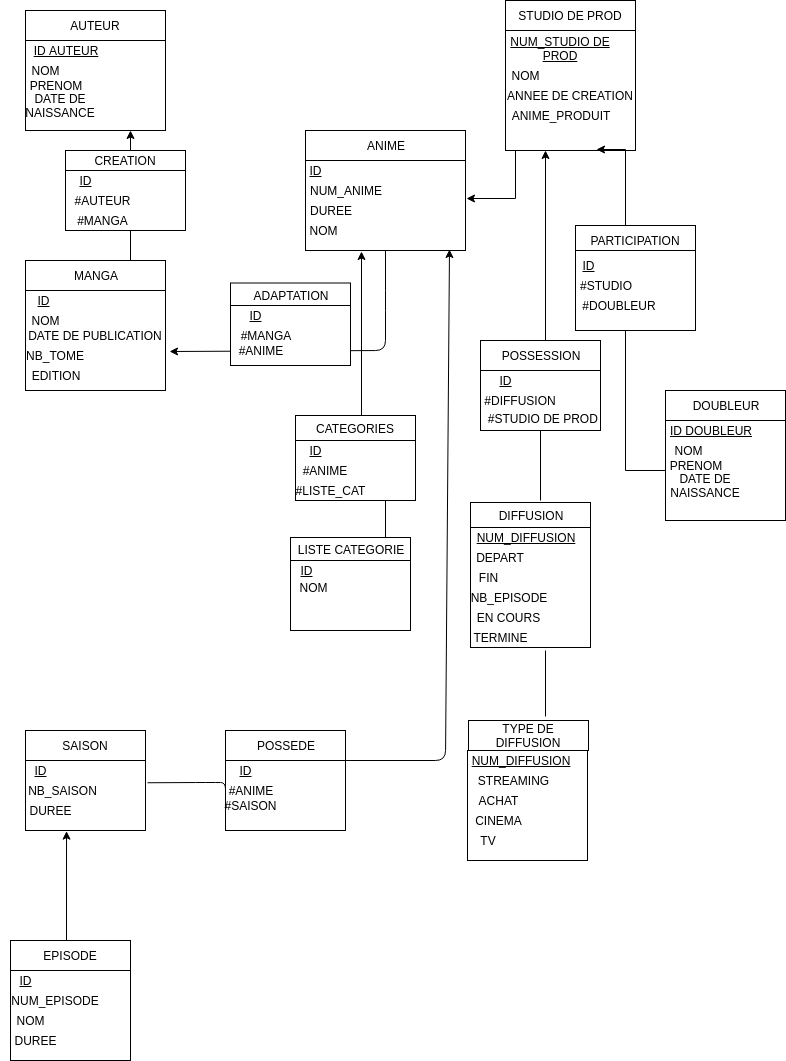 AUTEUR
ID AUTEUR
NOM
PRENOM
DATE DE
NAISSANCE
CREATION
ID
#AUTEUR
#MANGA
MANGA
ID
NOM
DATE DE PUBLICATION
NB_TOME
EDITION
ADAPTATION
ID
#MANGA
#ANIME
ANIME
ID
NUM_ANIME
DUREE
NOM
CATEGORIES
ID
#ANIME
#LISTE_CAT
LISTE CATEGORIE
ID
NOM
STUDIO DE PROD
NUM_STUDIO DE
PROD
NOM
ANNEE DE CREATION
ANIME_PRODUIT
PARTICIPATION
ID
#STUDIO
#DOUBLEUR
POSSESSION
ID
#DIFFUSION
#STUDIO DE PROD
DOUBLEUR
ID DOUBLEUR
NOM
PRENOM
DATE DE
NAISSANCE
DIFFUSION
NUM_DIFFUSION
DEPART
FIN
NB_EPISODE
EN COURS
TERMINE
TYPE DE
DIFFUSION
NUM_DIFFUSION
STREAMING
ACHAT
CINEMA
TV
SAISON
ID
NB_SAISON
DUREE
POSSEDE
ID
#ANIME
#SAISON
EPISODE
ID
NUM_EPISODE
NOM
DUREE